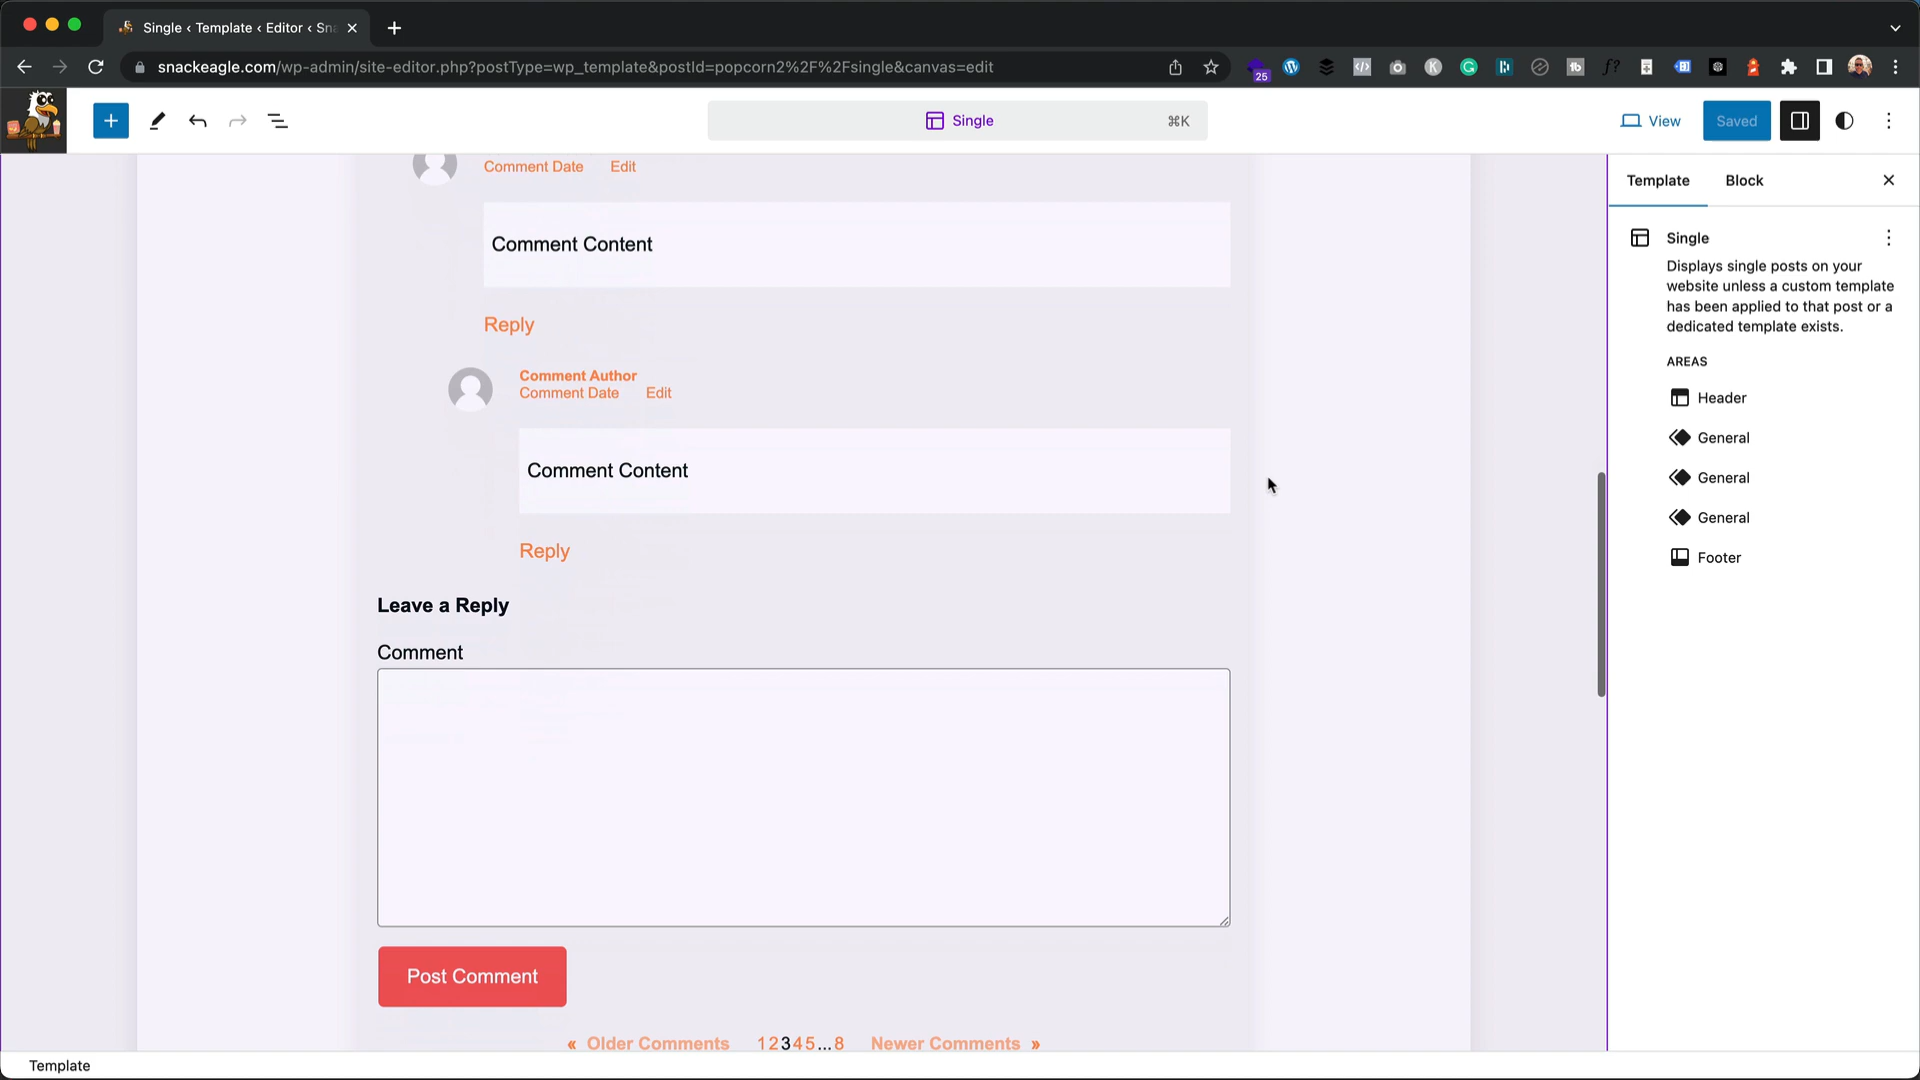 Single ‹ Template ‹ Editor ‹ Sna
snackeagle.com/wp-admin/site-editor.php?postType=wp_template&postId=popcorn2%2F%2Fsingle&canvas=edit
25
Single
⌘K
View
Saved
Comment Date
Edit
Comment Content
Reply
Comment Author
Comment Date
Edit
Comment Content
Reply
Leave a Reply
Comment
Post Comment
« Older Comments 12345...8 Newer Comments »
Template
Block
Single
Displays single posts on your
website unless a custom template
has been applied to that post or a
dedicated template exists.
AREAS
Header
General
General
General
Footer
Template